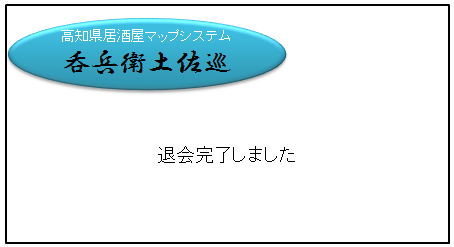 高知県居酒屋マップシステム
呑兵衛土佐巡
退会完了しました